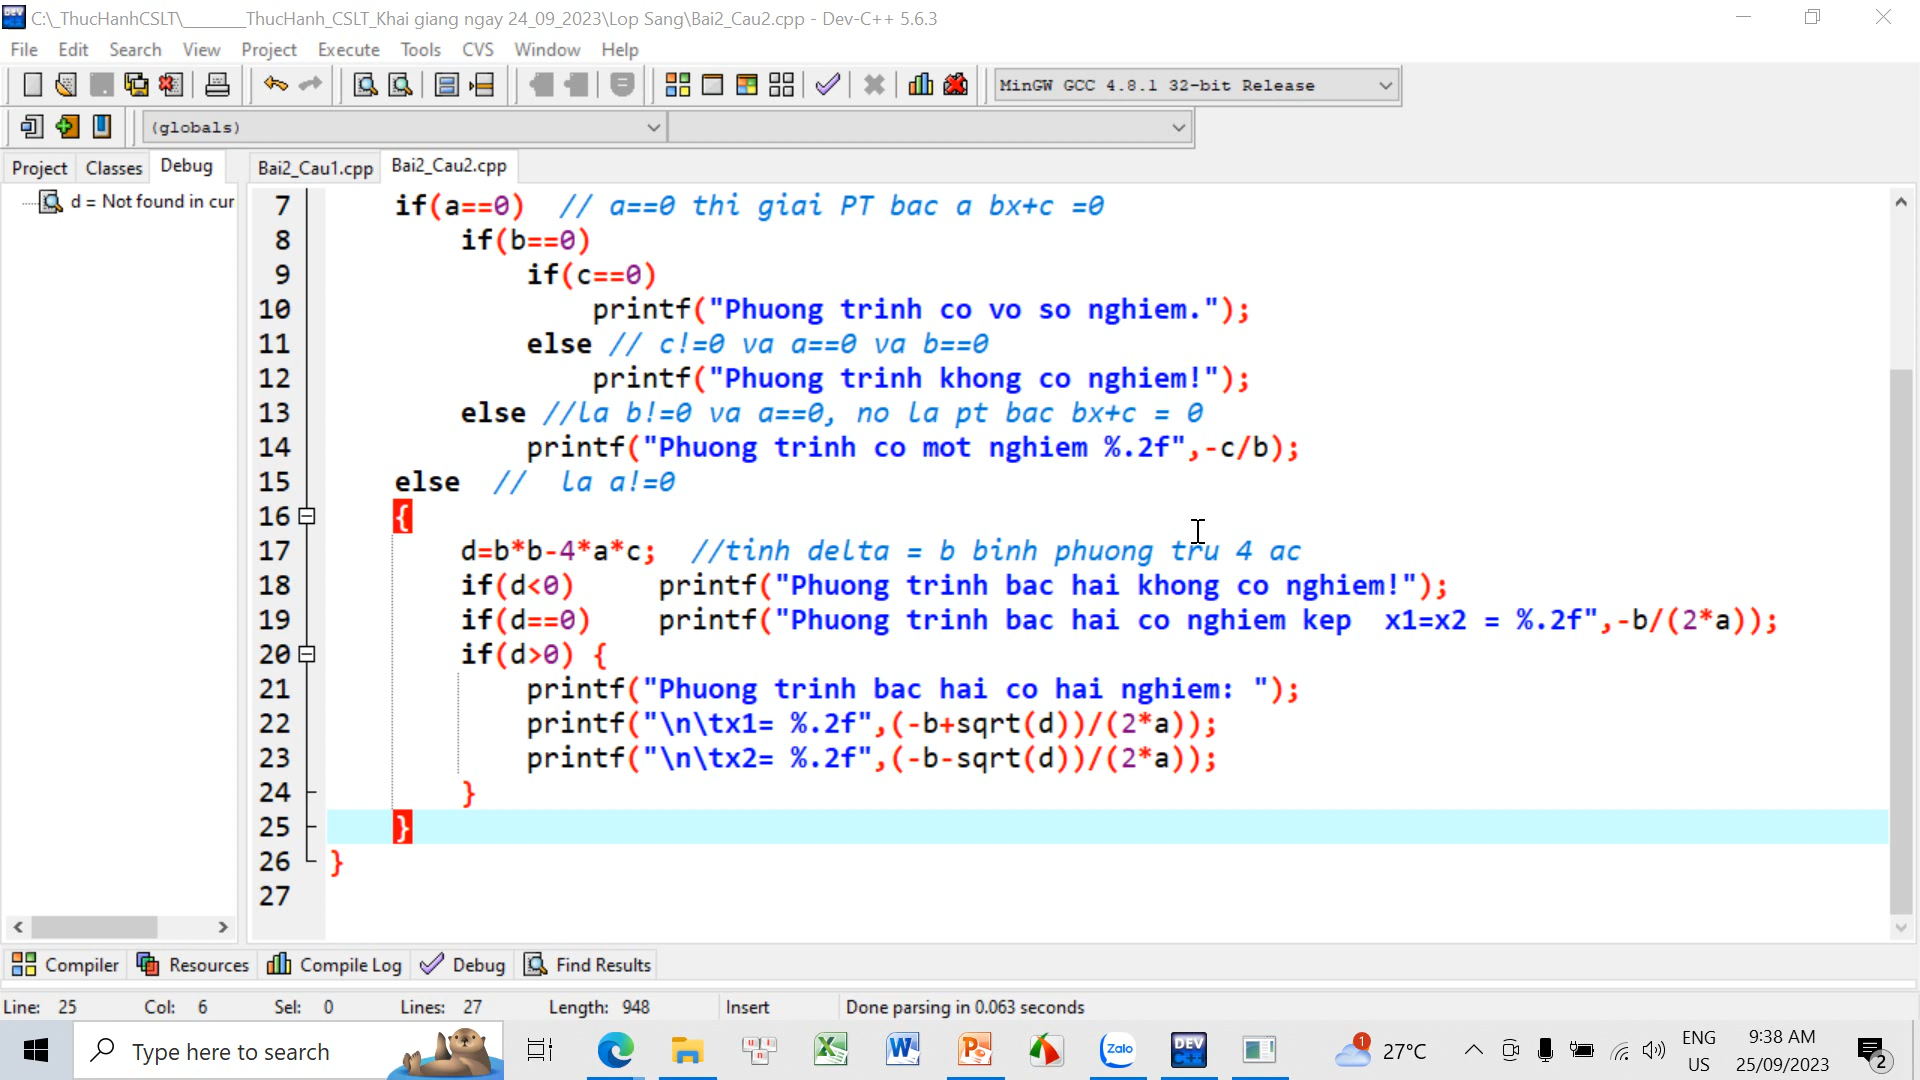 C:\_ThucHanhCSLT\________ThucHanh_CSLT_Khai giang ngay 24_09_2023\Lop Sang\Bai2_Cau2.cpp - Dev-C++ 5.6.3
File Edit Search View Project Execute Tools CVS Window Help
MinGW GCC 4.8.1 32-bit Release
(globals)
Project Classes Debug Bai2_Cau1.cpp Bai2_Cau2.cpp
d = Not found in cur
7 if(a==0) // a==0 thi giai PT bac a bx+c =0
8 if(b==0)
9 if(c==0)
10 printf("Phuong trinh co vo so nghiem.");
11 else // c!=0 va a==0 va b==0
12 printf("Phuong trinh khong co nghiem!");
13 else //la b!=0 va a==0, no la pt bac bx+c = 0
14 printf("Phuong trinh co mot nghiem %.2f",-c/b);
15 else // la a!=0
16 {
17 d=b*b-4*a*c; //tinh delta = b binh phuong tru 4 ac
18 if(d<0) printf("Phuong trinh bac hai khong co nghiem!");
19 if(d==0) printf("Phuong trinh bac hai co nghiem kep x1=x2 = %.2f",-b/(2*a));
20 if(d>0) {
21 printf("Phuong trinh bac hai co hai nghiem: ");
22 printf("\n\tx1= %.2f",(-b+sqrt(d))/(2*a));
23 printf("\n\tx2= %.2f",(-b-sqrt(d))/(2*a));
24 }
25 }
26 }
27
Compiler Resources Compile Log Debug Find Results
Line: 25 Col: 6 Sel: 0 Lines: 27 Length: 948 Insert Done parsing in 0.063 seconds
Type here to search
Zalo
DEV C++
1
27°C
ENG
US
9:38 AM
25/09/2023
2